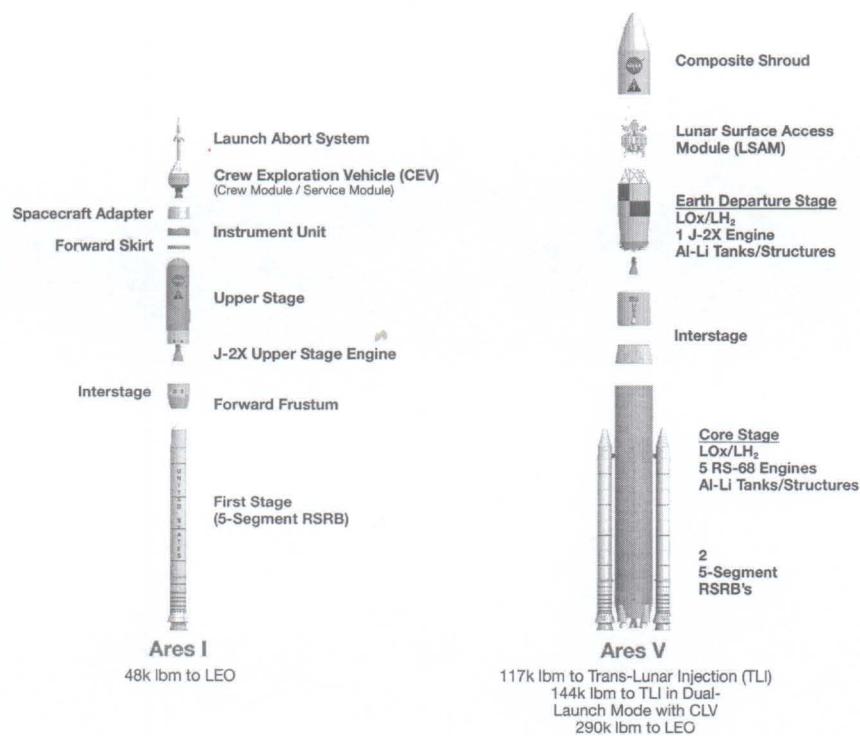 Launch Abort System
Crew Exploration Vehicle (CEV)
(Crew Module / Service Module)
Spacecraft Adapter
Instrument Unit
Forward Skirt
Upper Stage
J-2X Upper Stage Engine
Interstage
Forward Frustum
UNITED STATES
First Stage
(5-Segment RSRB)
Ares I
48k lbm to LEO
Composite Shroud
Lunar Surface Access
Module (LSAM)
Earth Departure Stage
LOx/LH₂
1 J-2X Engine
Al-Li Tanks/Structures
Interstage
Core Stage
LOx/LH₂
5 RS-68 Engines
Al-Li Tanks/Structures
2
5-Segment
RSRB's
Ares V
117k lbm to Trans-Lunar Injection (TLI)
144k lbm to TLI in Dual-
Launch Mode with CLV
290k lbm to LEO